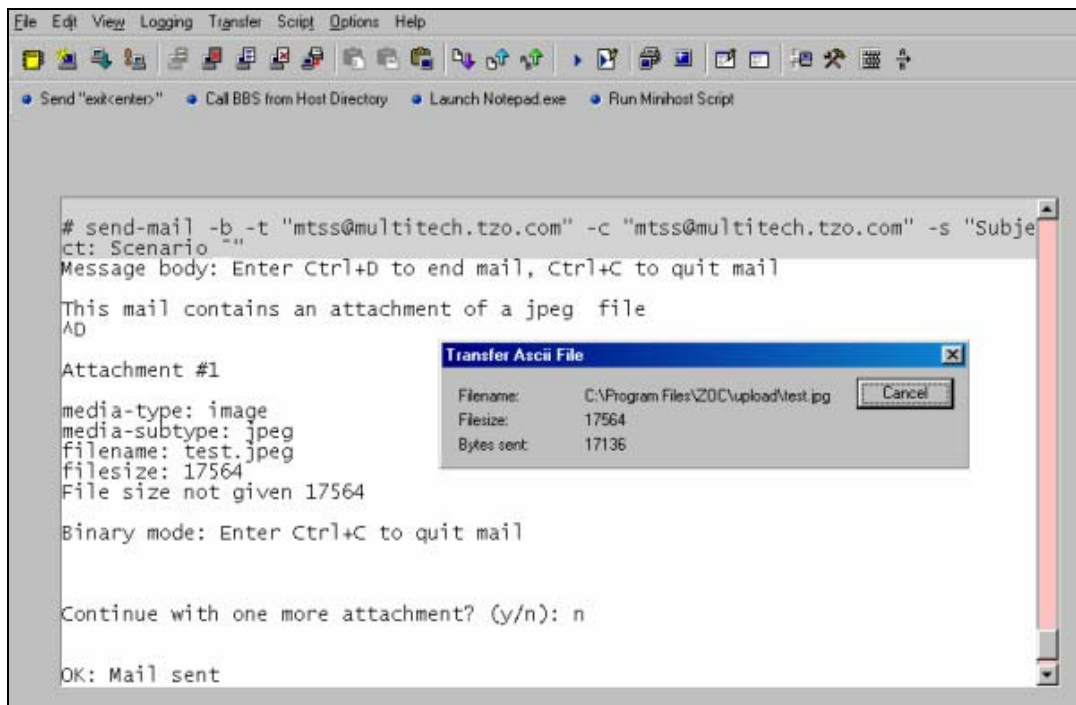 File Edit View Logging Transfer Script Options Help
Send "exit<enter>" Call BBS from Host Directory Launch Notepad.exe Run Minihost Script
# send-mail -b -t "mtss@multitech.tzo.com" -c "mtss@multitech.tzo.com" -s "Subje
ct: Scenario ¯"
Message body: Enter Ctrl+D to end mail, Ctrl+C to quit mail
This mail contains an attachment of a jpeg  file
^D
Attachment #1
media-type: image
media-subtype: jpeg
filename: test.jpeg
filesize: 17564
File size not given 17564
Binary mode: Enter Ctrl+C to quit mail
Continue with one more attachment? (y/n): n
OK: Mail sent
Transfer Ascii File
Filename: C:\Program Files\ZOC\upload\test.jpg Cancel
Filesize: 17564
Bytes sent: 17136